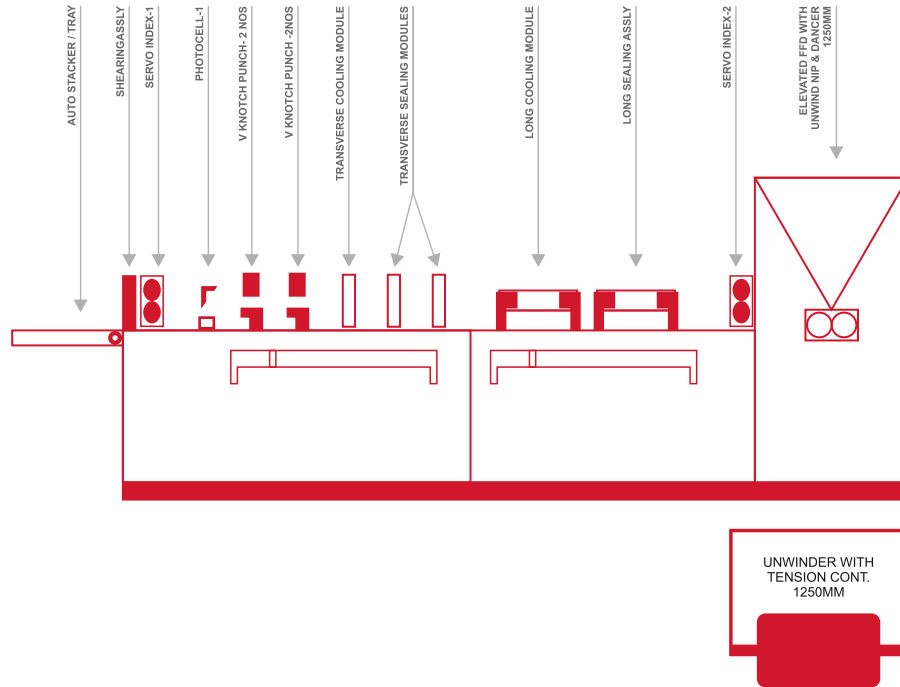 AUTO STACKER / TRAY
SHEARINGASSLY
SERVO INDEX-1
PHOTOCELL-1
V KNOTCH PUNCH- 2 NOS
V KNOTCH PUNCH -2NOS
TRANSVERSE COOLING MODULE
TRANSVERSE SEALING MODULES
LONG COOLING MODULE
LONG SEALING ASSLY
SERVO INDEX-2
ELEVATED FFD WITH
UNWIND NIP & DANCER
1250MM
UNWINDER WITH
TENSION CONT.
1250MM